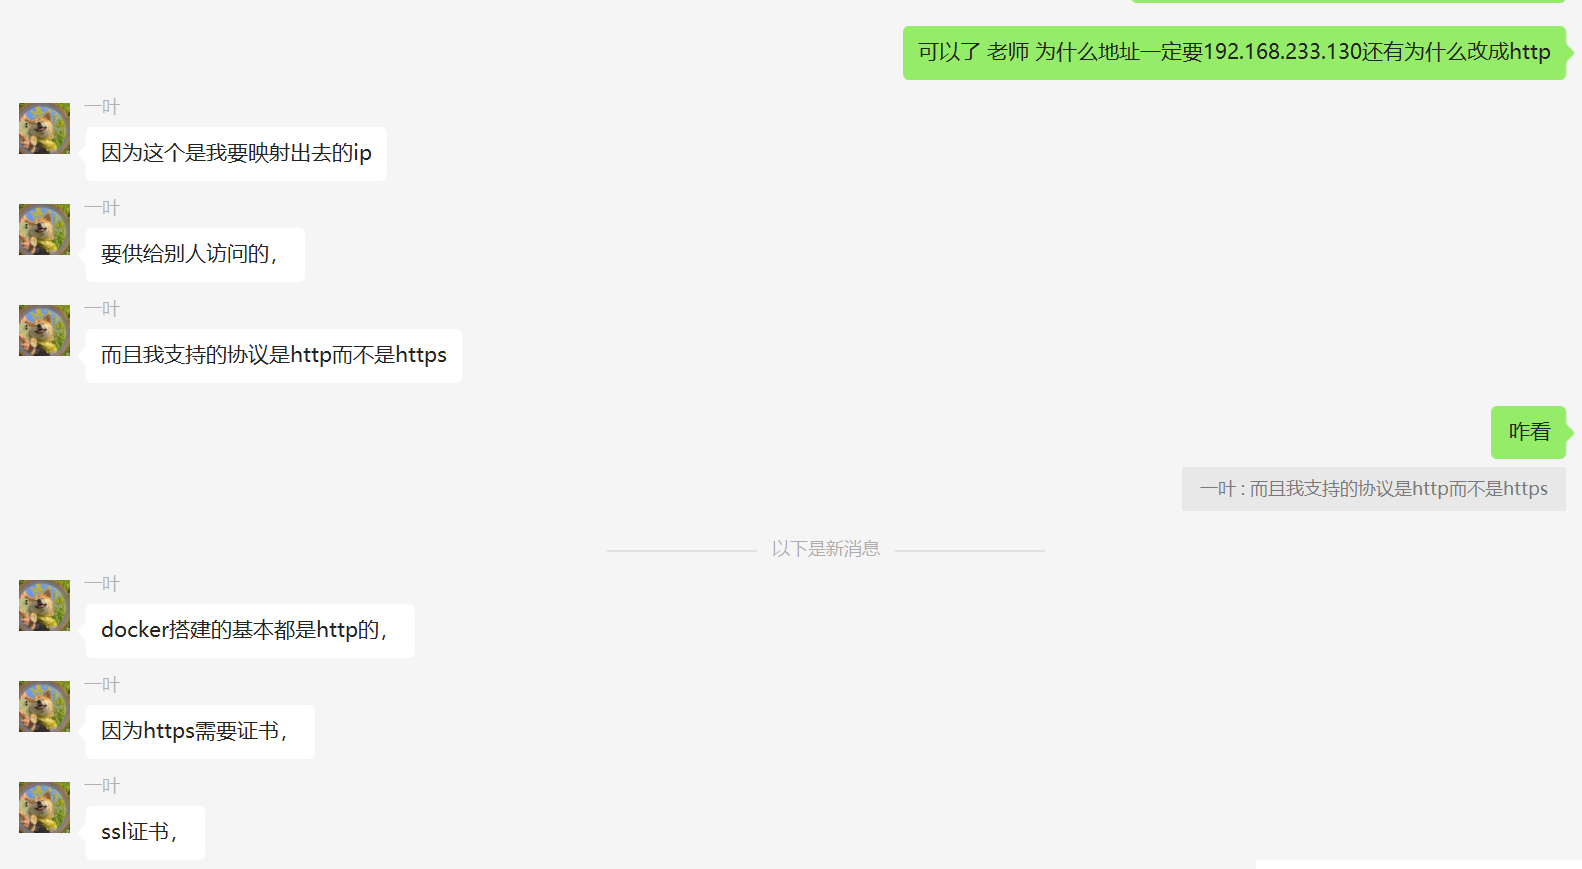 可以了 老师 为什么地址一定要192.168.233.130还有为什么改成http
一叶
因为这个是我要映射出去的ip
一叶
要供给别人访问的，
一叶
而且我支持的协议是http而不是https
咋看
一叶 : 而且我支持的协议是http而不是https
以下是新消息
一叶
docker搭建的基本都是http的，
一叶
因为https需要证书，
一叶
ssl证书，